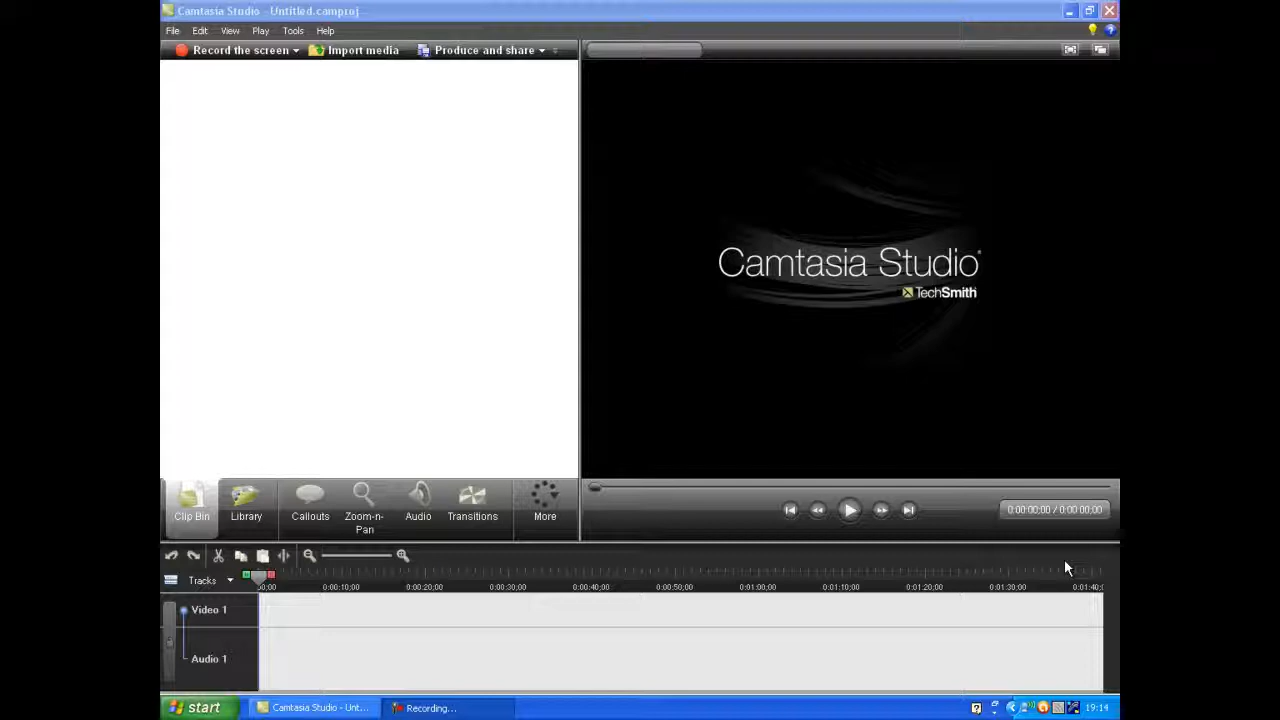 Camtasia Studio - Untitled.camproj
File Edit View Play Tools Help
Record the screen Import media Produce and share
Camtasia Studio
TechSmith
Clip Bin Library Callouts Zoom-n-Pan Audio Transitions More
0:00:00;00 / 0:00:00;00
Tracks
00;00 0:00:10;00 0:00:20;00 0:00:30;00 0:00:40;00 0:00:50;00 0:01:00;00 0:01:10;00 0:01:20;00 0:01:30;00 0:01:40;
Video 1
Audio 1
start Camtasia Studio - Unt... Recording... 19:14